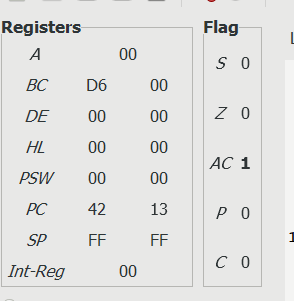 Registers
A 00
BC D6 00
DE 00 00
HL 00 00
PSW 00 00
PC 42 13
SP FF FF
Int-Reg 00
Flag
S 0
Z 0
AC 1
P 0
C 0